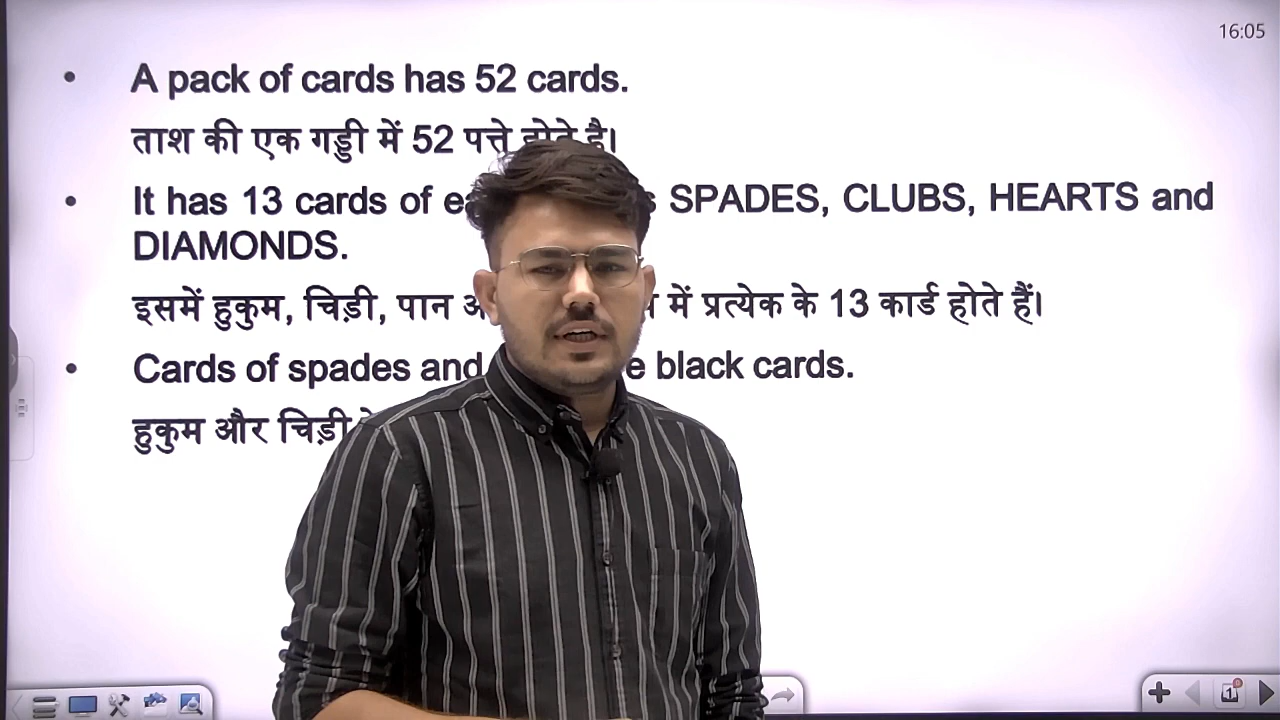 16:05
• A pack of cards has 52 cards.
ताश की एक गड्डी में 52 पत्ते होते है।
• It has 13 cards of SPADES, CLUBS, HEARTS and
DIAMONDS.
इसमें हुकुम, चिड़ी, पान में प्रत्येक के 13 कार्ड होते हैं।
• Cards of spades and black cards.
हुकुम और चिड़ी
1